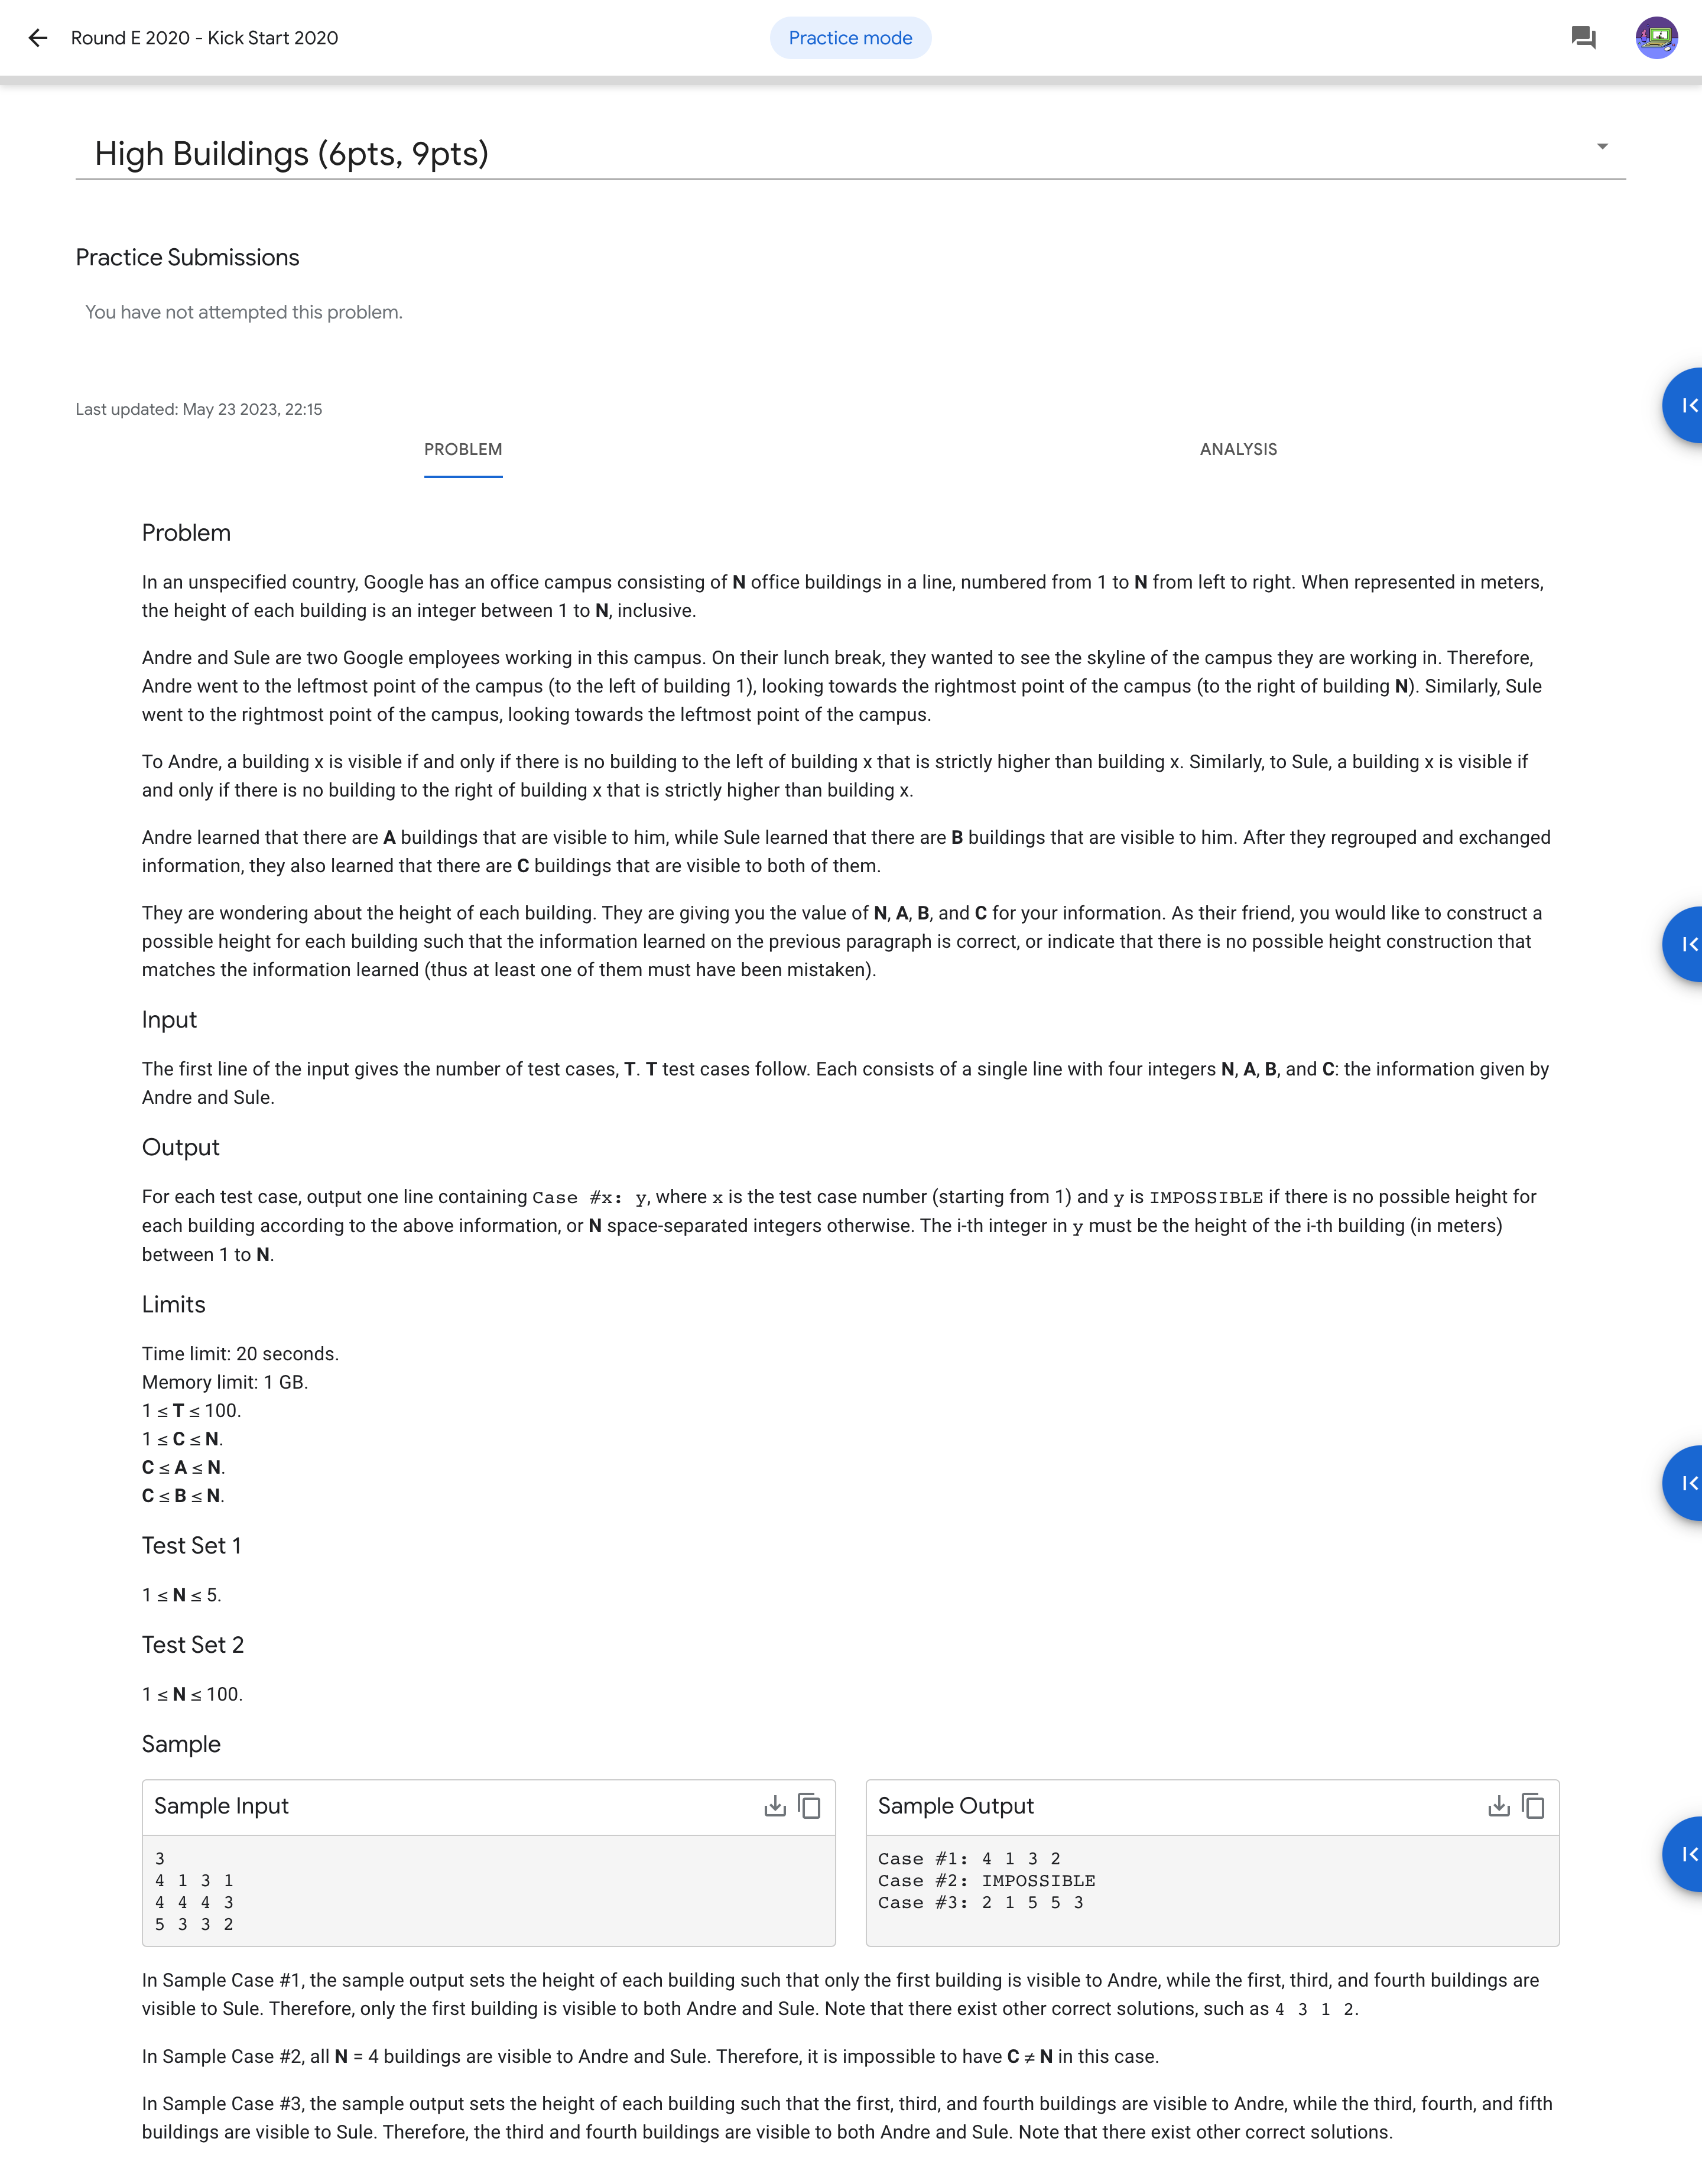 Round E 2020 - Kick Start 2020
Practice mode
High Buildings (6pts, 9pts)
Practice Submissions
You have not attempted this problem.
Last updated: May 23 2023, 22:15
PROBLEM
ANALYSIS
Problem
In an unspecified country, Google has an office campus consisting of N office buildings in a line, numbered from 1 to N from left to right. When represented in meters,
the height of each building is an integer between 1 to N, inclusive.
Andre and Sule are two Google employees working in this campus. On their lunch break, they wanted to see the skyline of the campus they are working in. Therefore,
Andre went to the leftmost point of the campus (to the left of building 1), looking towards the rightmost point of the campus (to the right of building N). Similarly, Sule
went to the rightmost point of the campus, looking towards the leftmost point of the campus.
To Andre, a building x is visible if and only if there is no building to the left of building x that is strictly higher than building x. Similarly, to Sule, a building x is visible if
and only if there is no building to the right of building x that is strictly higher than building x.
Andre learned that there are A buildings that are visible to him, while Sule learned that there are B buildings that are visible to him. After they regrouped and exchanged
information, they also learned that there are C buildings that are visible to both of them.
They are wondering about the height of each building. They are giving you the value of N, A, B, and C for your information. As their friend, you would like to construct a
possible height for each building such that the information learned on the previous paragraph is correct, or indicate that there is no possible height construction that
matches the information learned (thus at least one of them must have been mistaken).
Input
The first line of the input gives the number of test cases, T. T test cases follow. Each consists of a single line with four integers N, A, B, and C: the information given by
Andre and Sule.
Output
For each test case, output one line containing Case #x: y, where x is the test case number (starting from 1) and y is IMPOSSIBLE if there is no possible height for
each building according to the above information, or N space-separated integers otherwise. The i-th integer in y must be the height of the i-th building (in meters)
between 1 to N.
Limits
Time limit: 20 seconds.
Memory limit: 1 GB.
1 ≤ T ≤ 100.
1 ≤ C ≤ N.
C ≤ A ≤ N.
C ≤ B ≤ N.
Test Set 1
1 ≤ N ≤ 5.
Test Set 2
1 ≤ N ≤ 100.
Sample
Sample Input
3
4 1 3 1
4 4 4 3
5 3 3 2
Sample Output
Case #1: 4 1 3 2
Case #2: IMPOSSIBLE
Case #3: 2 1 5 5 3
In Sample Case #1, the sample output sets the height of each building such that only the first building is visible to Andre, while the first, third, and fourth buildings are
visible to Sule. Therefore, only the first building is visible to both Andre and Sule. Note that there exist other correct solutions, such as 4 3 1 2.
In Sample Case #2, all N = 4 buildings are visible to Andre and Sule. Therefore, it is impossible to have C ≠ N in this case.
In Sample Case #3, the sample output sets the height of each building such that the first, third, and fourth buildings are visible to Andre, while the third, fourth, and fifth
buildings are visible to Sule. Therefore, the third and fourth buildings are visible to both Andre and Sule. Note that there exist other correct solutions.